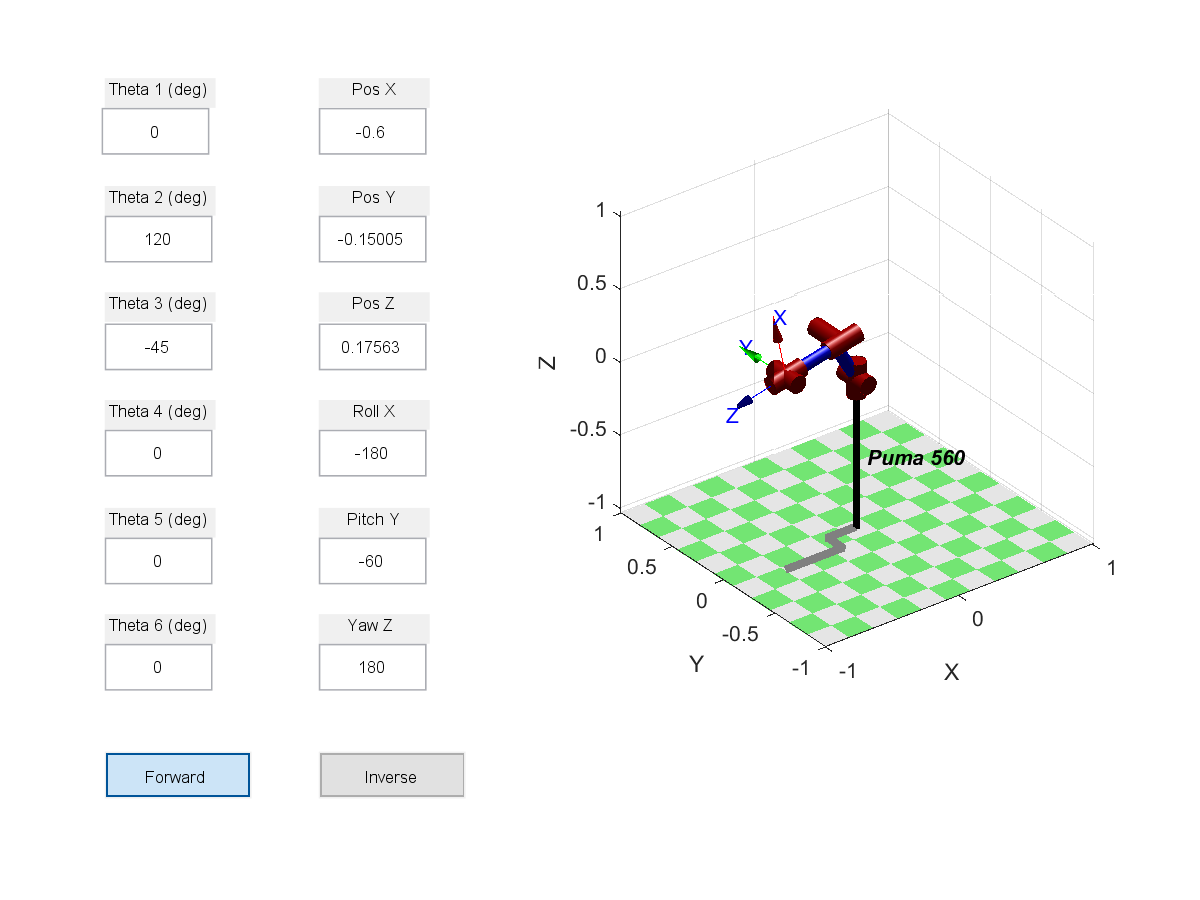 Theta 1 (deg)
0
Pos X
-0.6
Theta 2 (deg)
120
Pos Y
-0.15005
Theta 3 (deg)
-45
Pos Z
0.17563
Theta 4 (deg)
0
Roll X
-180
Theta 5 (deg)
0
Pitch Y
-60
Theta 6 (deg)
0
Yaw Z
180
Forward
Inverse
1
0.5
0
-0.5
-1
Z
X
Y
Z
Puma 560
1
0.5
0
-0.5
-1
Y
-1
0
1
X